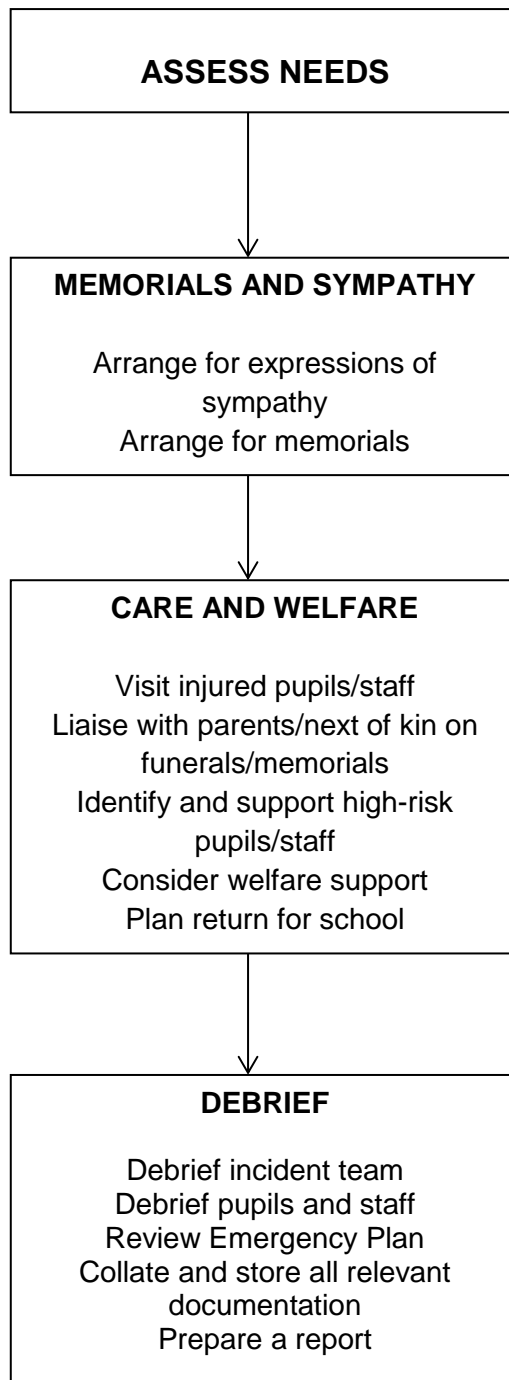 ASSESS NEEDS
MEMORIALS AND SYMPATHY
Arrange for expressions of
sympathy
Arrange for memorials
CARE AND WELFARE
Visit injured pupils/staff
Liaise with parents/next of kin on
funerals/memorials
Identify and support high-risk
pupils/staff
Consider welfare support
Plan return for school
DEBRIEF
Debrief incident team
Debrief pupils and staff
Review Emergency Plan
Collate and store all relevant
documentation
Prepare a report